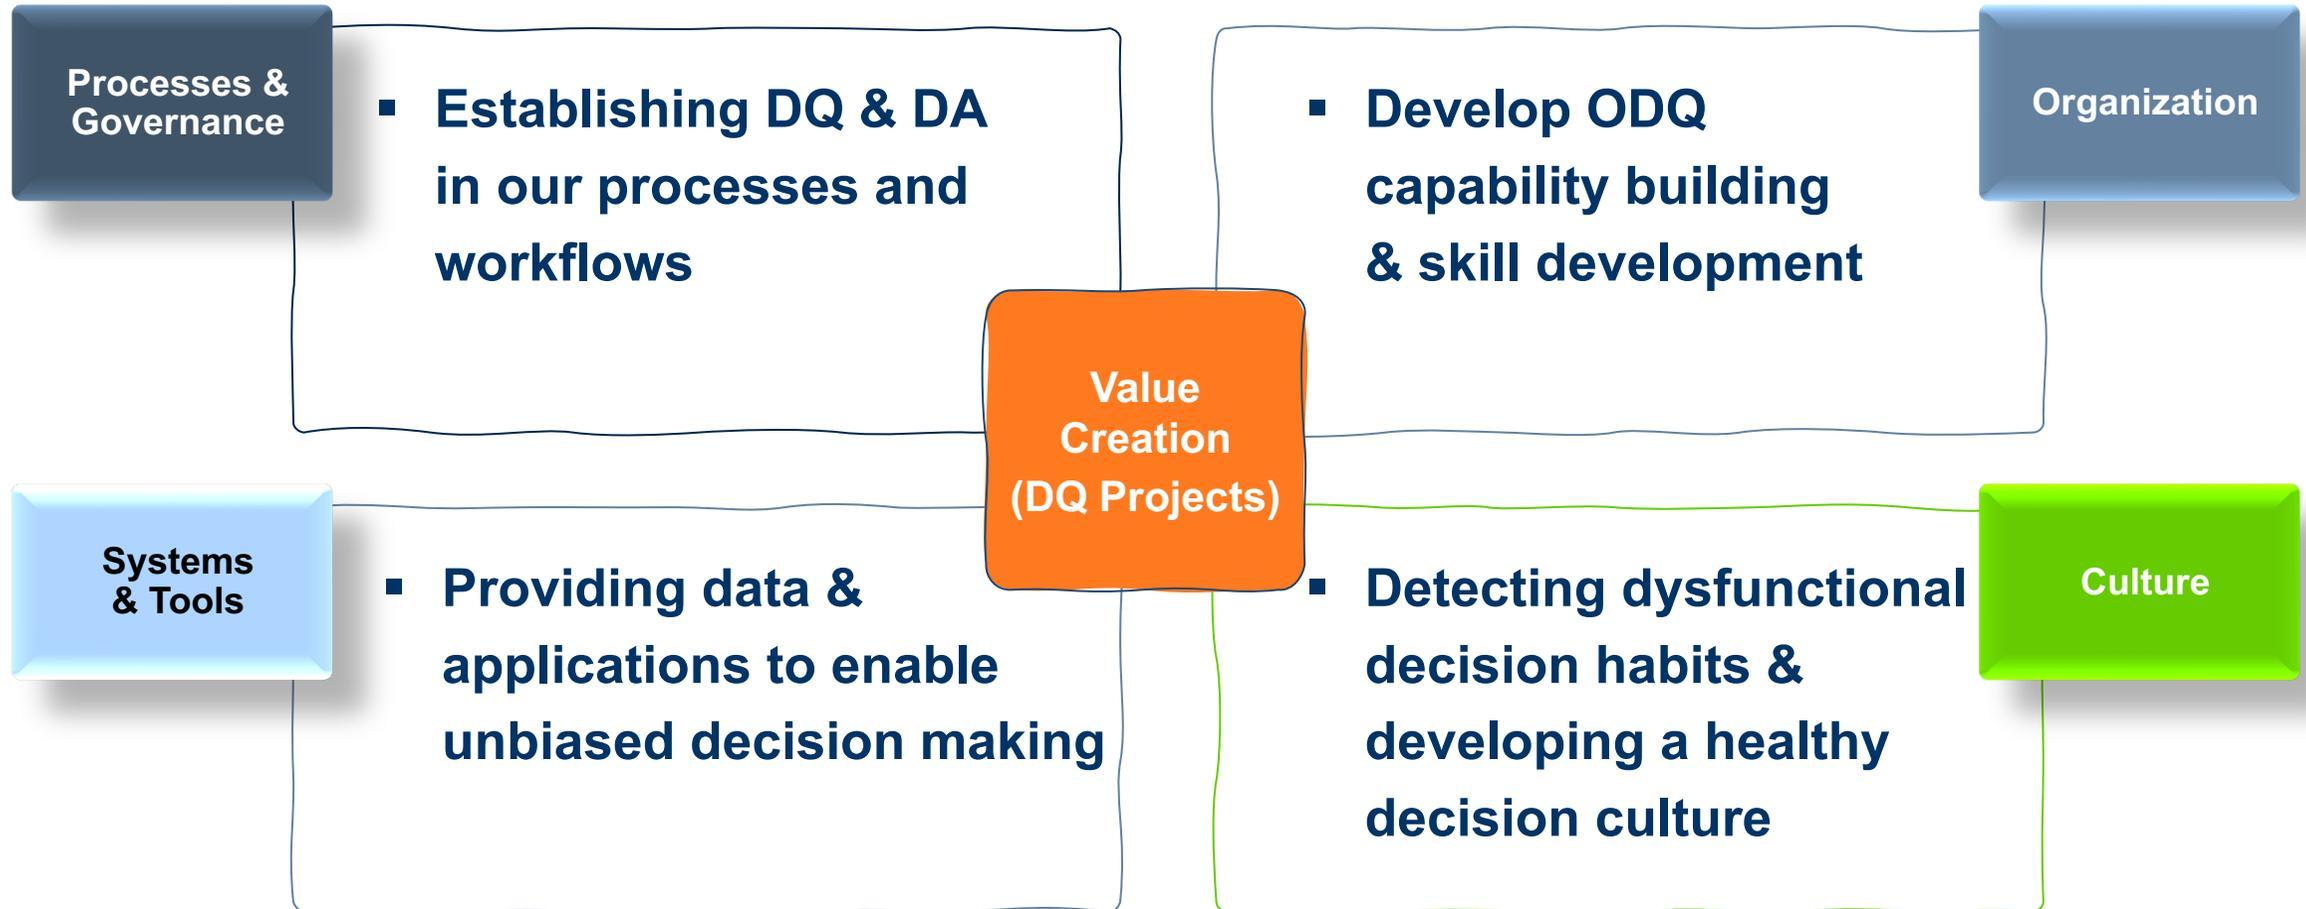 Processes &
Governance
▪ Establishing DQ & DA
in our processes and
workflows
Organization
▪ Develop ODQ
capability building
& skill development
Value
Creation
(DQ Projects)
Systems
& Tools
▪ Providing data &
applications to enable
unbiased decision making
Culture
▪ Detecting dysfunctional
decision habits &
developing a healthy
decision culture